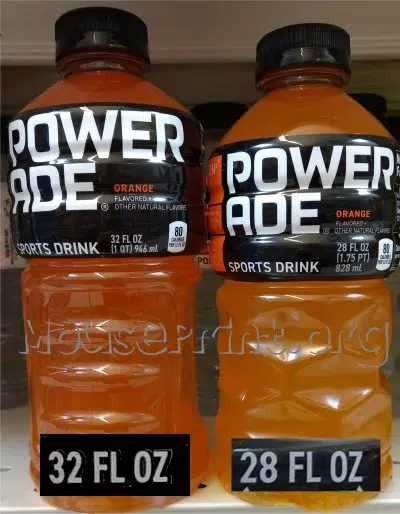 POWER
ADE
ORANGE
FLAVORED +
OTHER NATURAL FLAVORS
®
32 FL OZ
(1 QT) 946 mL
80
CALORIES
SPORTS DRINK
POWER
ADE
ORANGE
FLAVORED +
OTHER NATURAL FLAVORS
®
28 FL OZ
(1.75 PT)
828 mL
80
CALORIES
SPORTS DRINK
MousePrint.org
32 FL OZ
28 FL OZ